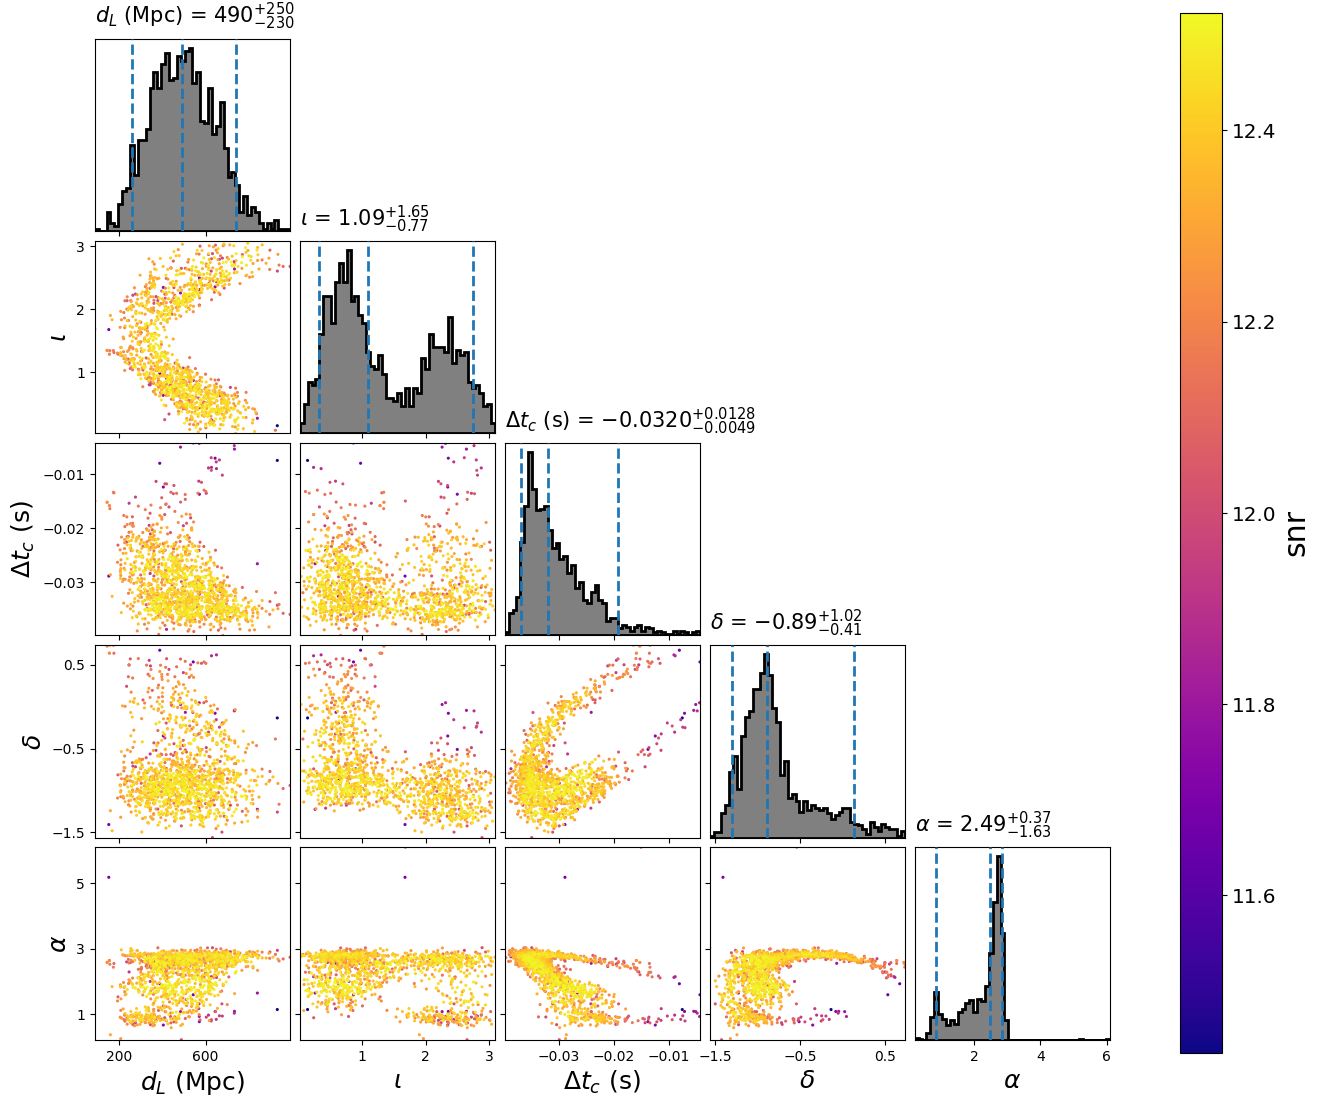 d_L (Mpc) = 490^{+250}_{−230}
12.4
ι = 1.09^{+1.65}_{−0.77}
3
2
1
ι
12.2
Δt_c (s) = −0.0320^{+0.0128}_{−0.0049}
−0.01
−0.02
−0.03
Δt_c (s)
12.0
snr
δ = −0.89^{+1.02}_{−0.41}
0.5
−0.5
−1.5
δ
11.8
α = 2.49^{+0.37}_{−1.63}
5
3
1
α
11.6
200 600
1 2 3
−0.03 −0.02 −0.01
−1.5 −0.5 0.5
2 4 6
d_L (Mpc) ι Δt_c (s) δ α